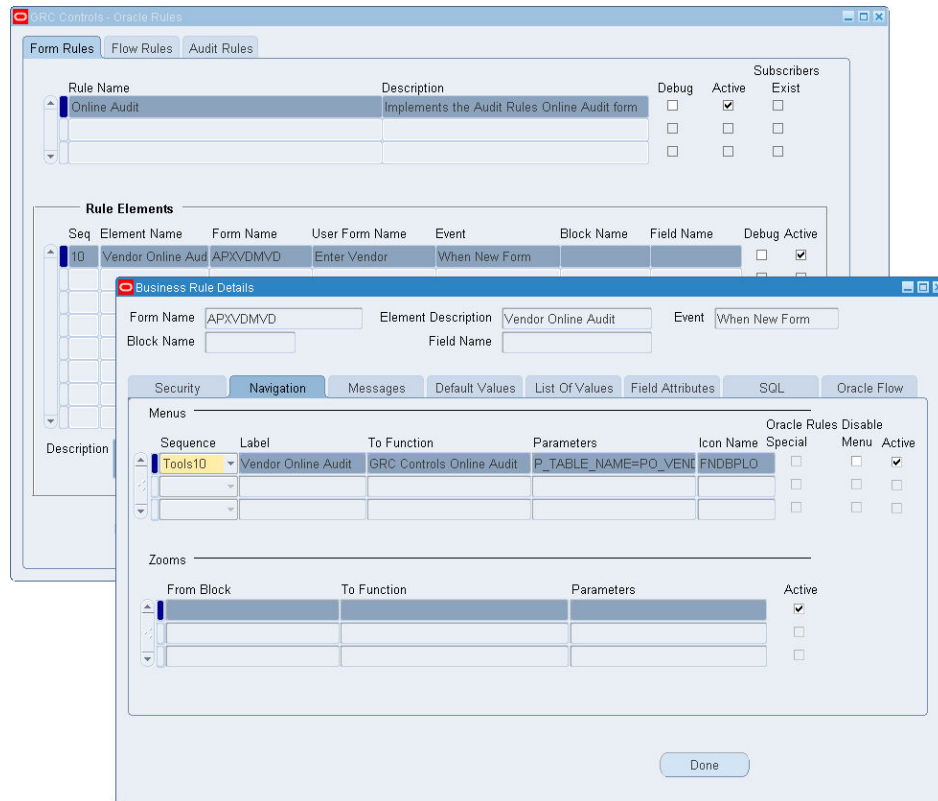 GRC Controls - Oracle Rules
Form Rules Flow Rules Audit Rules
Subscribers
Rule Name Description Debug Active Exist
Online Audit Implements the Audit Rules Online Audit form
Rule Elements
Seq Element Name Form Name User Form Name Event Block Name Field Name Debug Active
10 Vendor Online Aud APXVDMVD Enter Vendor When New Form
Description
Business Rule Details
Form Name APXVDMVD Element Description Vendor Online Audit Event When New Form
Block Name Field Name
Security Navigation Messages Default Values List Of Values Field Attributes SQL Oracle Flow
Menus
Oracle Rules Disable
Sequence Label To Function Parameters Icon Name Special Menu Active
Tools10 Vendor Online Audit GRC Controls Online Audit P_TABLE_NAME=PO_VEND FNDBPLO
Zooms
From Block To Function Parameters Active
Done